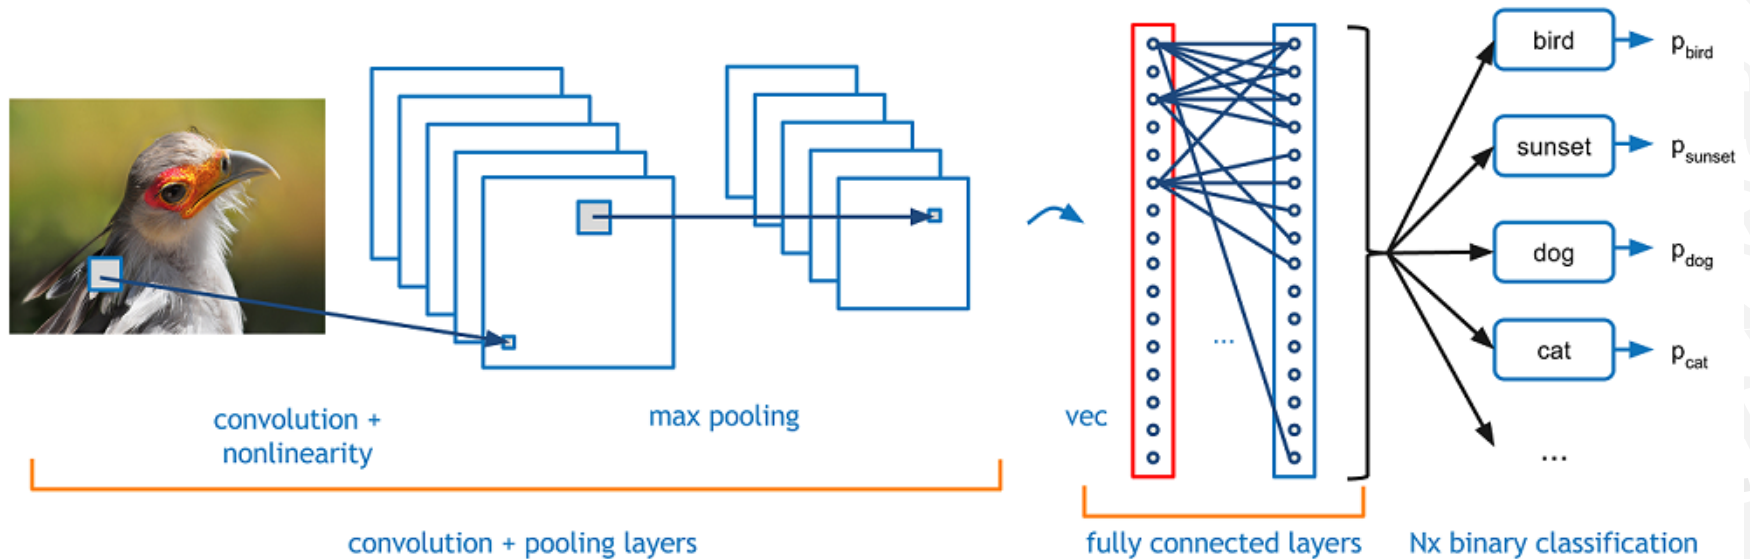 convolution +
nonlinearity
max pooling
vec
...
bird
p_bird
sunset
p_sunset
dog
p_dog
cat
p_cat
...
convolution + pooling layers
fully connected layers
Nx binary classification